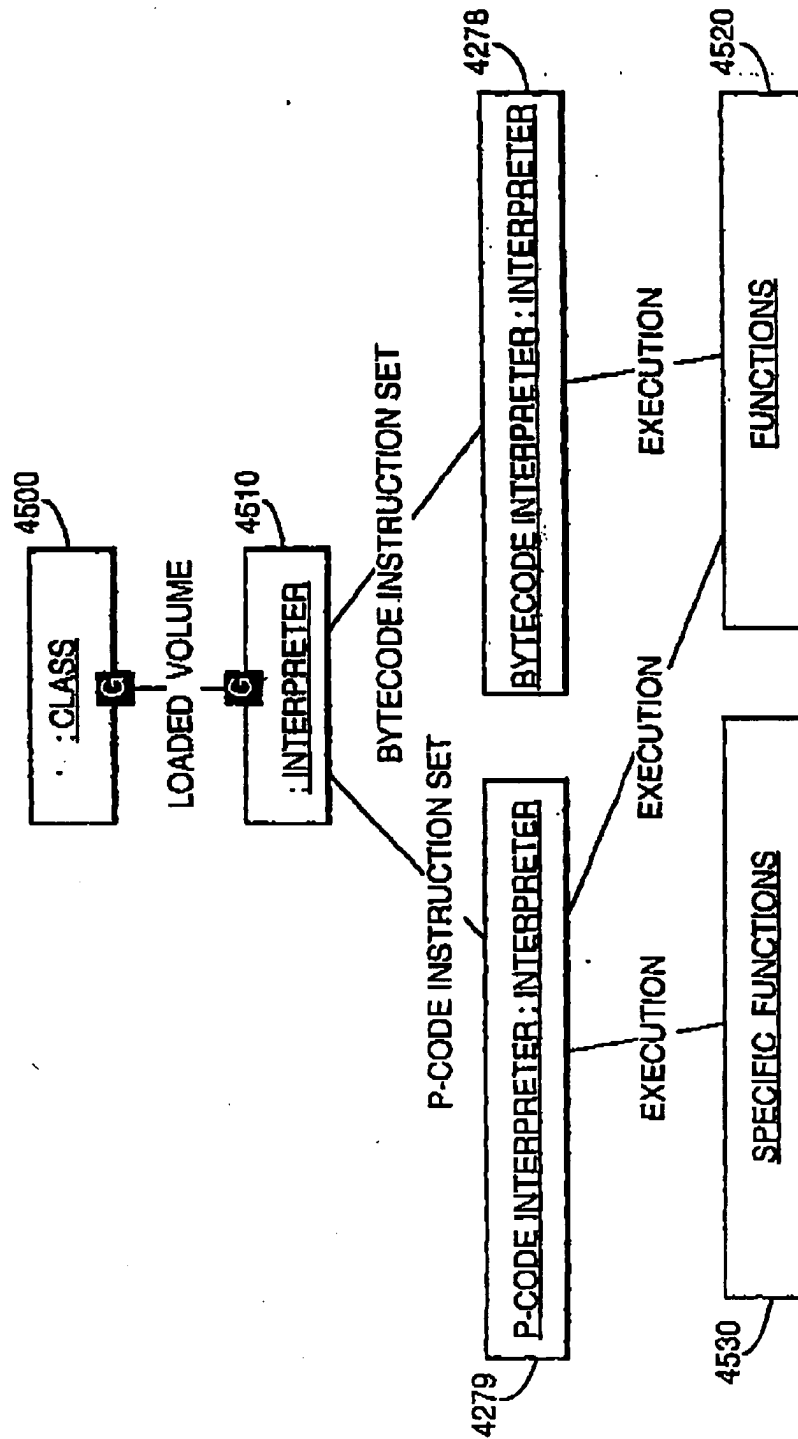 4500
: CLASS
G
LOADED VOLUME
G
4510
: INTERPRETER
P-CODE INSTRUCTION SET
BYTECODE INSTRUCTION SET
4279
P-CODE INTERPRETER : INTERPRETER
BYTECODE INTERPRETER : INTERPRETER
4278
EXECUTION
EXECUTION
EXECUTION
4530
SPECIFIC FUNCTIONS
FUNCTIONS
4520